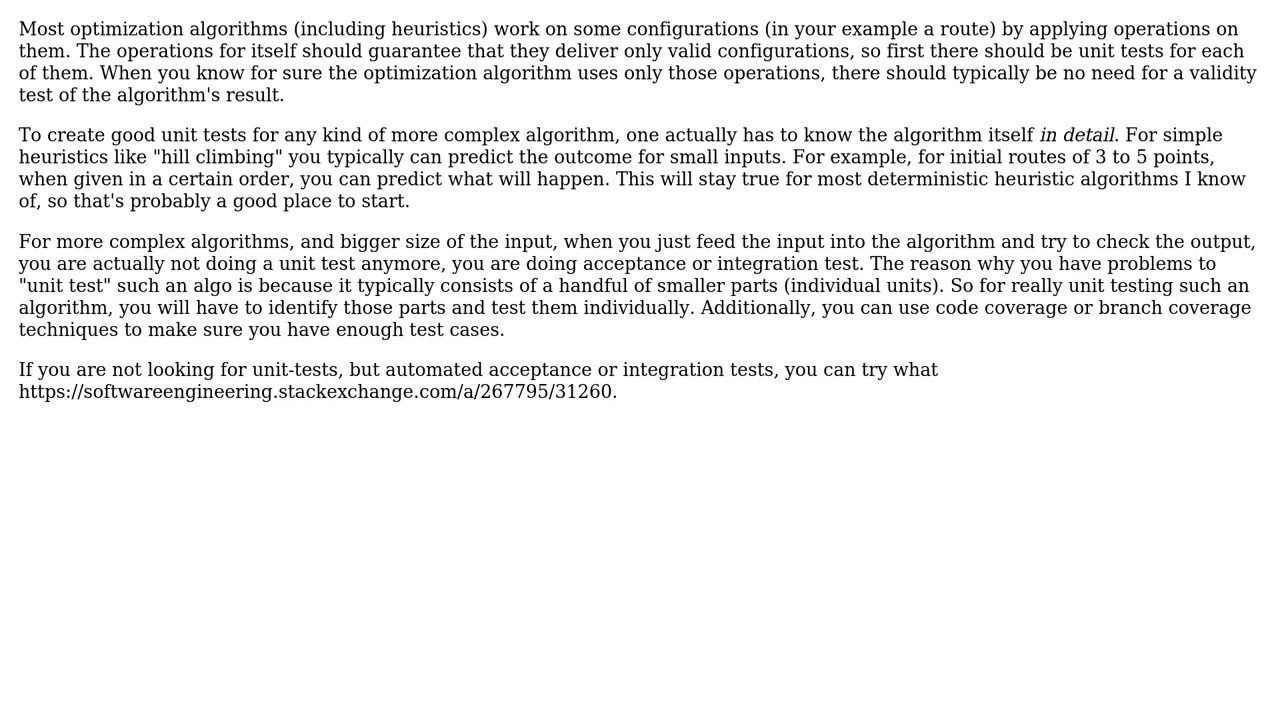 Most optimization algorithms (including heuristics) work on some configurations (in your example a route) by applying operations on
them. The operations for itself should guarantee that they deliver only valid configurations, so first there should be unit tests for each
of them. When you know for sure the optimization algorithm uses only those operations, there should typically be no need for a validity
test of the algorithm's result.
To create good unit tests for any kind of more complex algorithm, one actually has to know the algorithm itself in detail. For simple
heuristics like "hill climbing" you typically can predict the outcome for small inputs. For example, for initial routes of 3 to 5 points,
when given in a certain order, you can predict what will happen. This will stay true for most deterministic heuristic algorithms I know
of, so that's probably a good place to start.
For more complex algorithms, and bigger size of the input, when you just feed the input into the algorithm and try to check the output,
you are actually not doing a unit test anymore, you are doing acceptance or integration test. The reason why you have problems to
"unit test" such an algo is because it typically consists of a handful of smaller parts (individual units). So for really unit testing such an
algorithm, you will have to identify those parts and test them individually. Additionally, you can use code coverage or branch coverage
techniques to make sure you have enough test cases.
If you are not looking for unit-tests, but automated acceptance or integration tests, you can try what
https://softwareengineering.stackexchange.com/a/267795/31260.